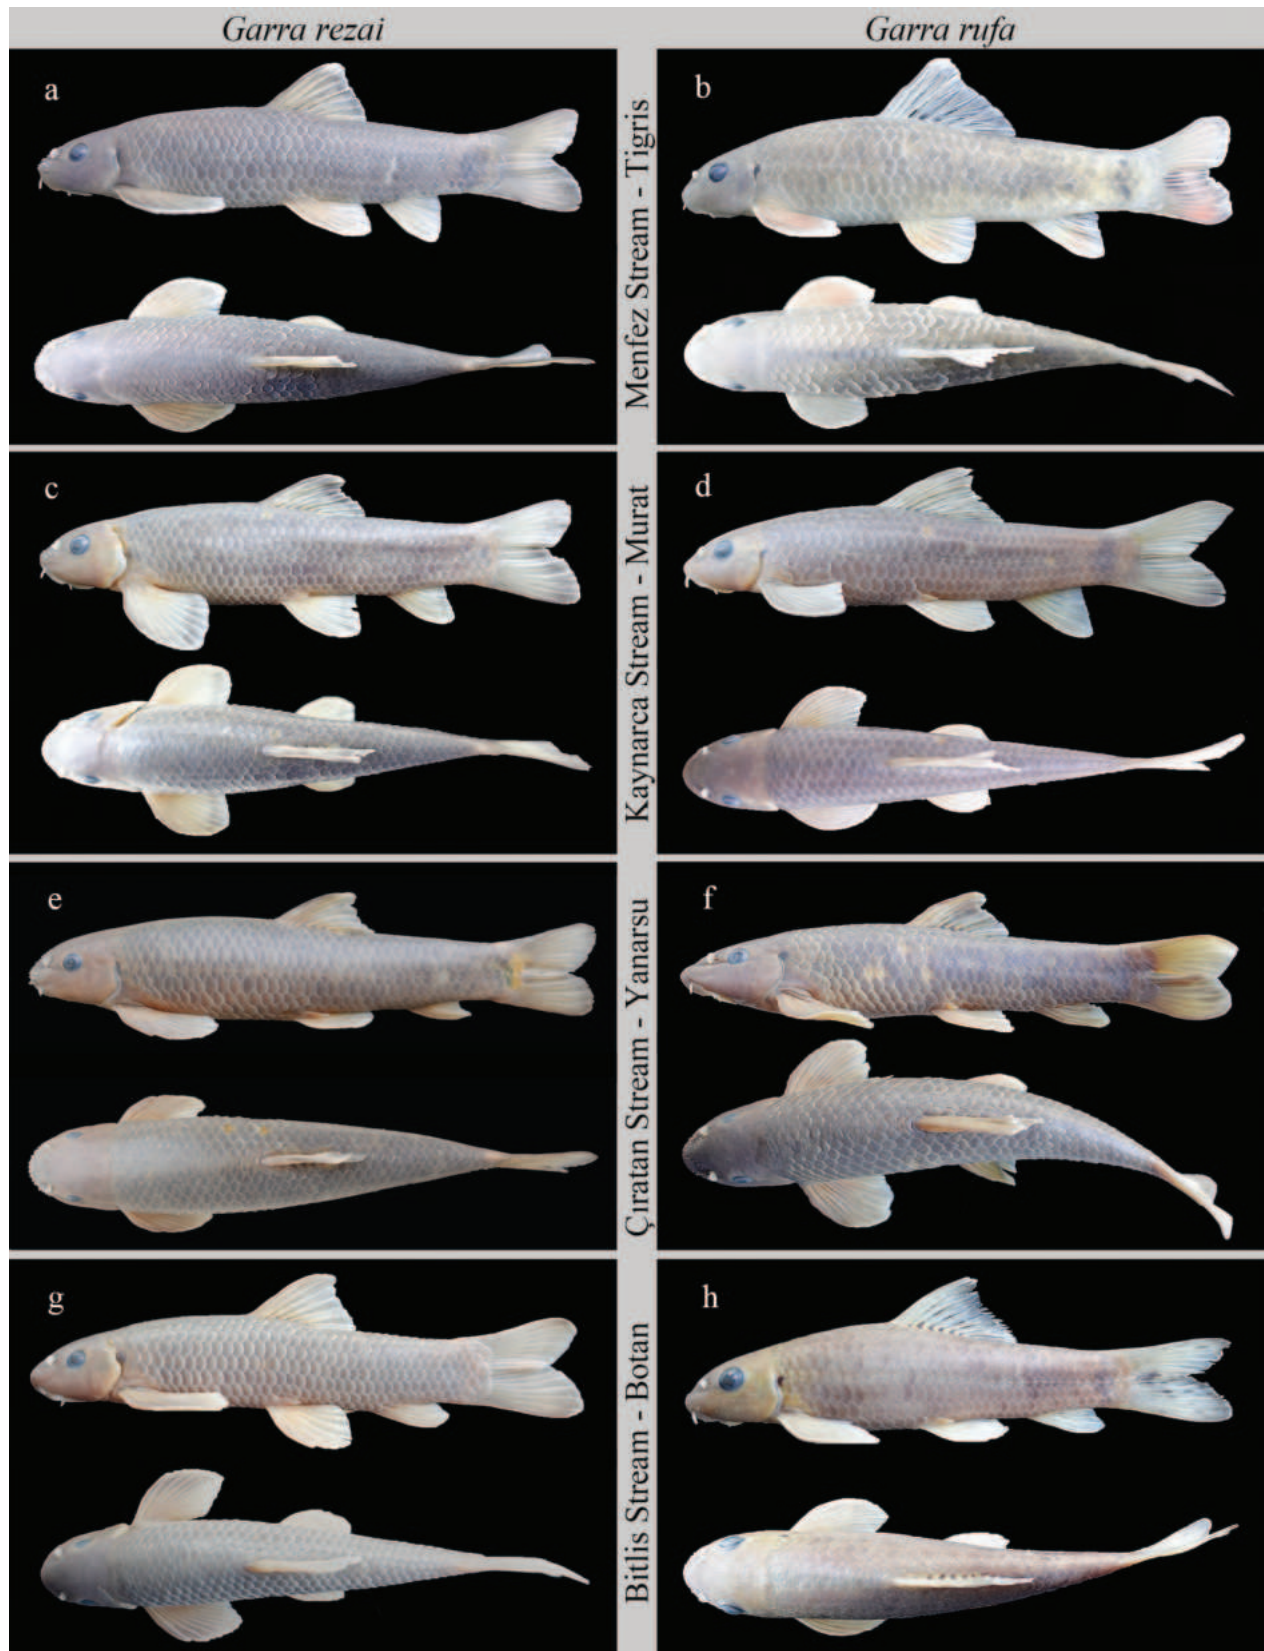 Garra rezai
Garra rufa
a
b
Menfez Stream - Tigris
c
d
Kaynarca Stream - Murat
e
f
Çıratan Stream - Yanarsu
g
h
Bitlis Stream - Botan